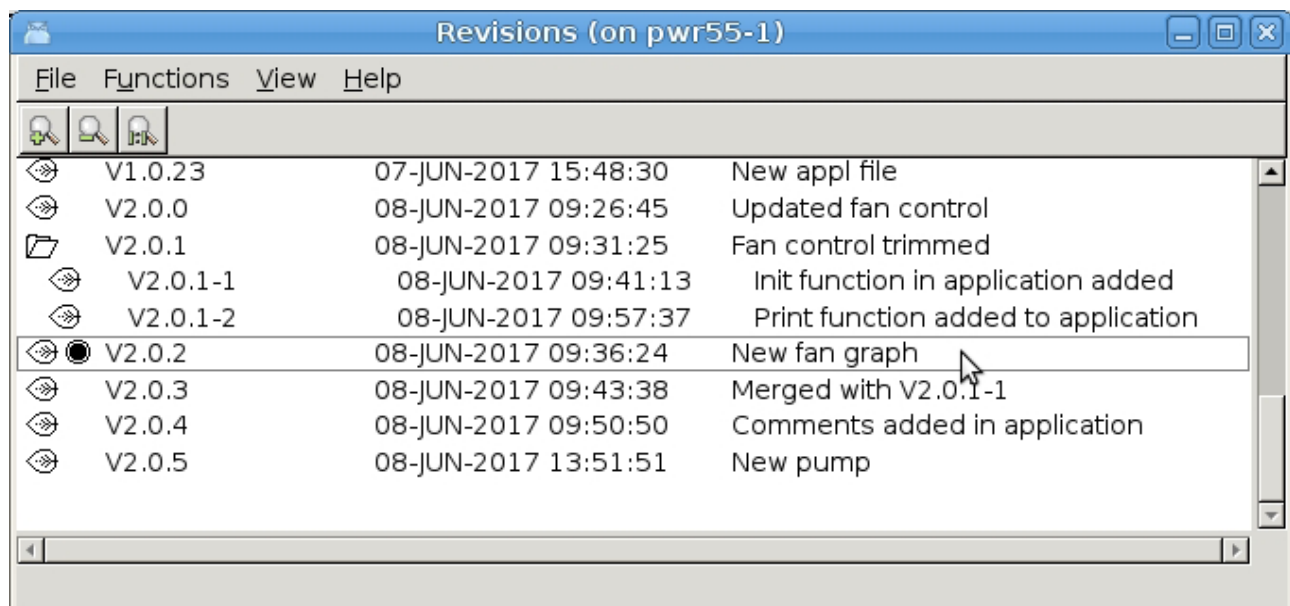 Revisions (on pwr55-1)
File Functions View Help
V1.0.23 07-JUN-2017 15:48:30 New appl file
V2.0.0 08-JUN-2017 09:26:45 Updated fan control
V2.0.1 08-JUN-2017 09:31:25 Fan control trimmed
V2.0.1-1 08-JUN-2017 09:41:13 Init function in application added
V2.0.1-2 08-JUN-2017 09:57:37 Print function added to application
V2.0.2 08-JUN-2017 09:36:24 New fan graph
V2.0.3 08-JUN-2017 09:43:38 Merged with V2.0.1-1
V2.0.4 08-JUN-2017 09:50:50 Comments added in application
V2.0.5 08-JUN-2017 13:51:51 New pump